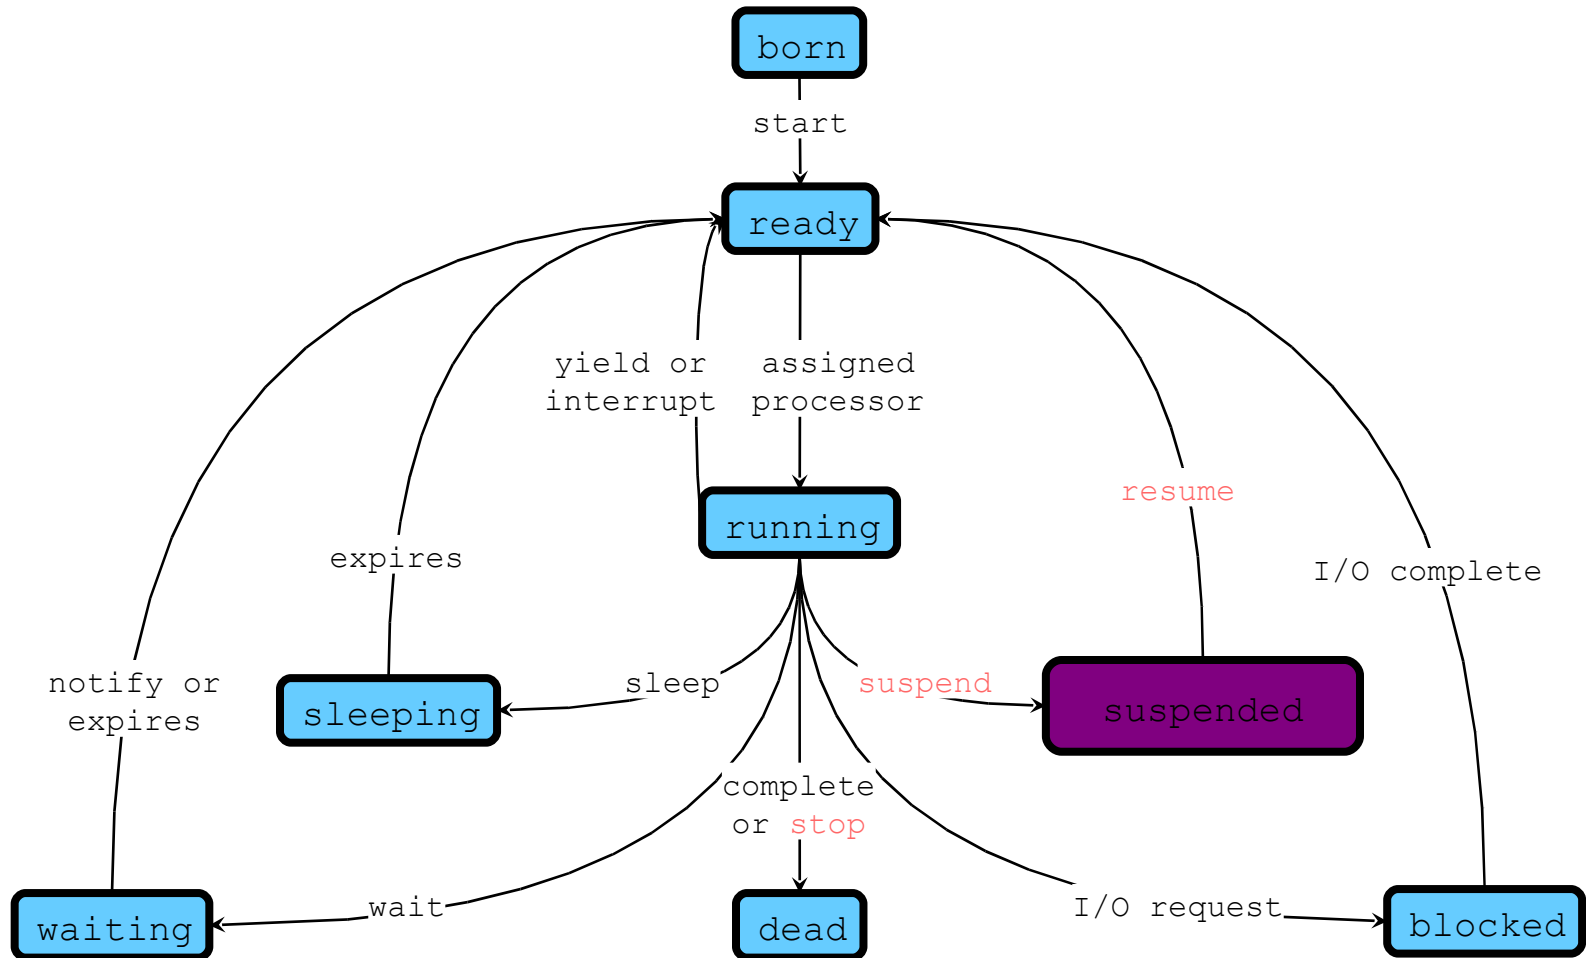 born
start
ready
yield or
interrupt
assigned
processor
resume
running
expires
I/O complete
notify or
expires
sleeping
sleep
suspend
suspended
complete
or stop
waiting
wait
dead
I/O request
blocked